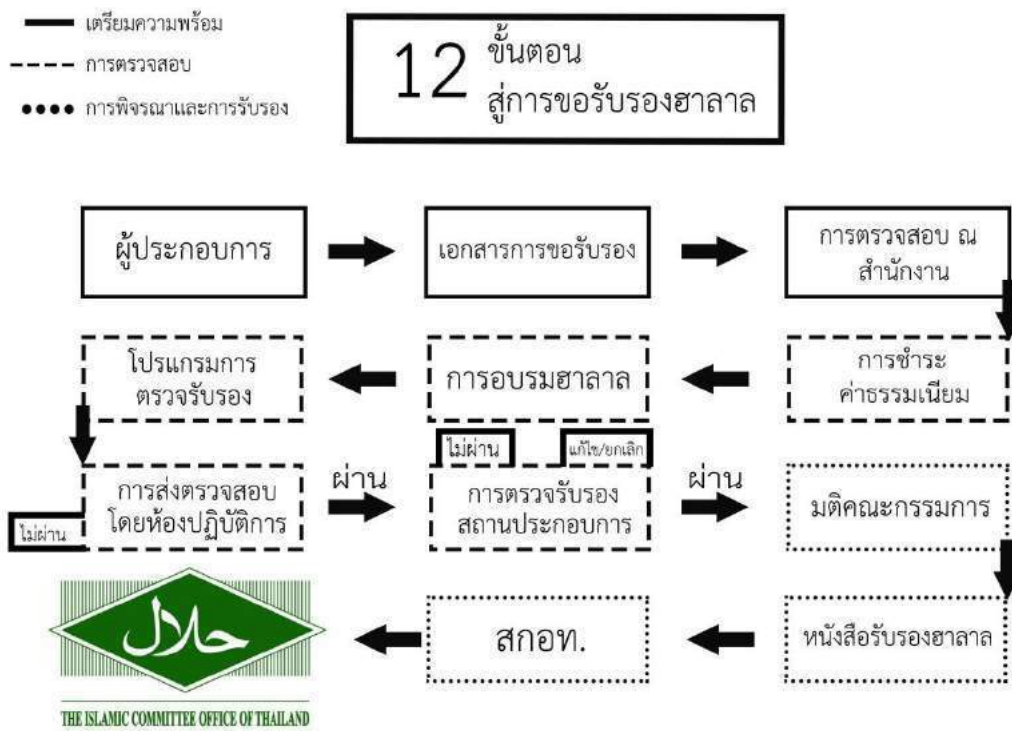 เตรียมความพร้อม
การตรวจสอบ
การพิจรณาและการรับรอง
12 ขั้นตอน
สู่การขอรับรองฮาลาล
ผู้ประกอบการ
เอกสารการขอรับรอง
การตรวจสอบ ณ
สำนักงาน
การชำระ
ค่าธรรมเนียม
การอบรมฮาลาล
โปรแกรมการ
ตรวจรับรอง
การส่งตรวจสอบ
โดยห้องปฏิบัติการ
ไม่ผ่าน
ผ่าน
ไม่ผ่าน
แก้ไข/ยกเลิก
การตรวจรับรอง
สถานประกอบการ
ผ่าน
มติคณะกรรมการ
หนังสือรับรองฮาลาล
สกอท.
حلال
THE ISLAMIC COMMITTEE OFFICE OF THAILAND